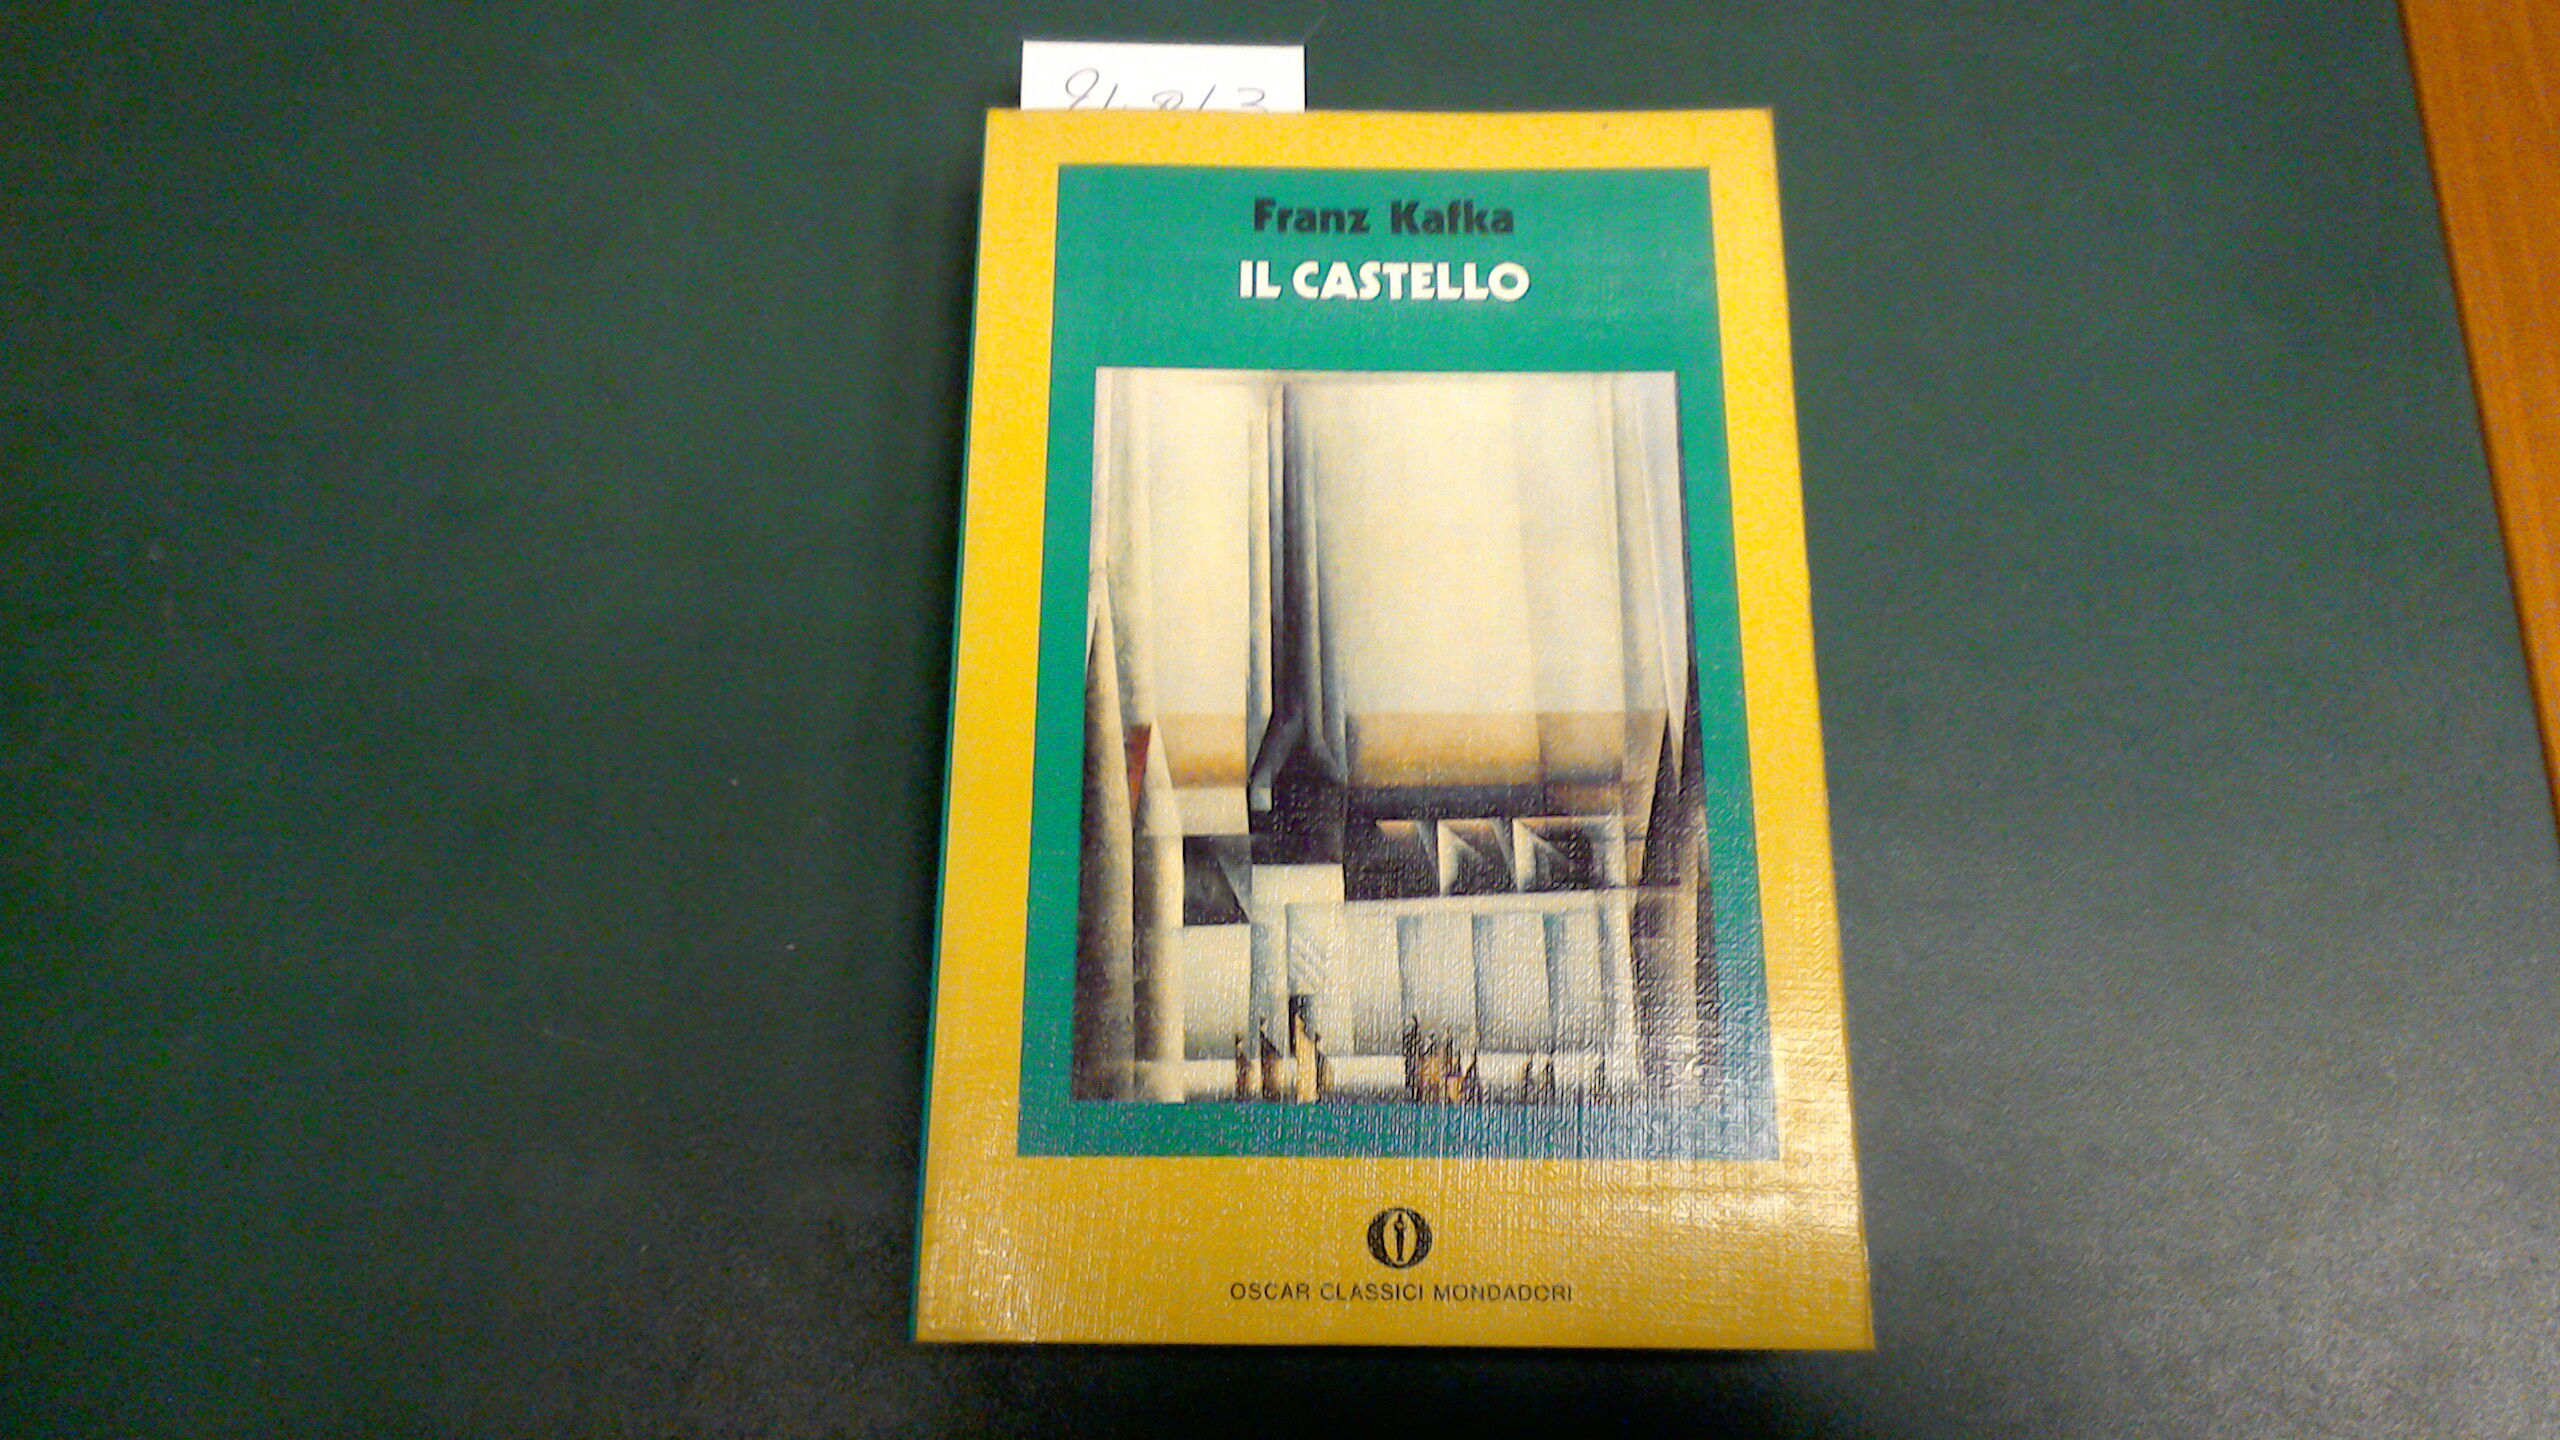 Franz Kafka
IL CASTELLO
OSCAR CLASSICI MONDADORI